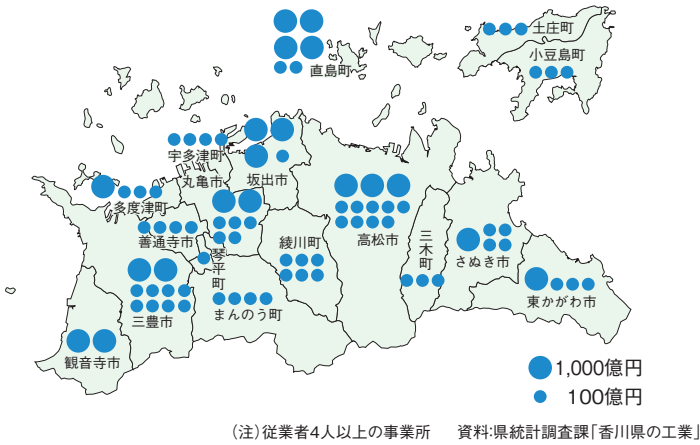 土庄町
小豆島町
直島町
宇多津町
丸亀市
坂出市
多度津町
善通寺市
琴平町
綾川町
高松市
三木町
さぬき市
東かがわ市
三豊市
まんのう町
観音寺市
1,000億円
100億円
(注)従業者4人以上の事業所 資料:県統計調査課「香川県の工業」